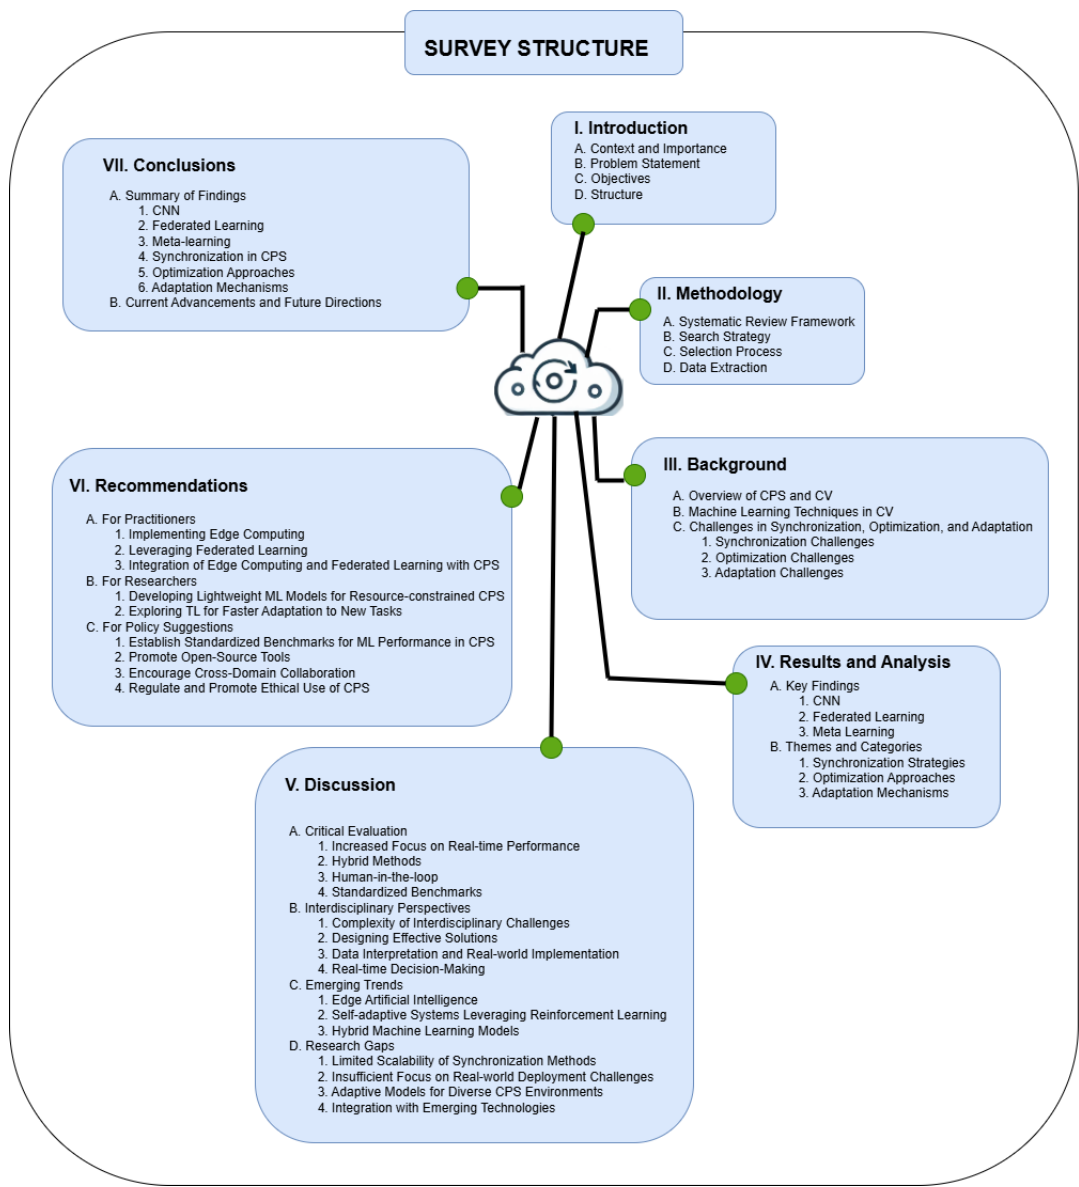 SURVEY STRUCTURE
I. Introduction
A. Context and Importance
B. Problem Statement
C. Objectives
D. Structure
II. Methodology
A. Systematic Review Framework
B. Search Strategy
C. Selection Process
D. Data Extraction
III. Background
A. Overview of CPS and CV
B. Machine Learning Techniques in CV
C. Challenges in Synchronization, Optimization, and Adaptation
1. Synchronization Challenges
2. Optimization Challenges
3. Adaptation Challenges
IV. Results and Analysis
A. Key Findings
1. CNN
2. Federated Learning
3. Meta Learning
B. Themes and Categories
1. Synchronization Strategies
2. Optimization Approaches
3. Adaptation Mechanisms
V. Discussion
A. Critical Evaluation
1. Increased Focus on Real-time Performance
2. Hybrid Methods
3. Human-in-the-loop
4. Standardized Benchmarks
B. Interdisciplinary Perspectives
1. Complexity of Interdisciplinary Challenges
2. Designing Effective Solutions
3. Data Interpretation and Real-world Implementation
4. Real-time Decision-Making
C. Emerging Trends
1. Edge Artificial Intelligence
2. Self-adaptive Systems Leveraging Reinforcement Learning
3. Hybrid Machine Learning Models
D. Research Gaps
1. Limited Scalability of Synchronization Methods
2. Insufficient Focus on Real-world Deployment Challenges
3. Adaptive Models for Diverse CPS Environments
4. Integration with Emerging Technologies
VI. Recommendations
A. For Practitioners
1. Implementing Edge Computing
2. Leveraging Federated Learning
3. Integration of Edge Computing and Federated Learning with CPS
B. For Researchers
1. Developing Lightweight ML Models for Resource-constrained CPS
2. Exploring TL for Faster Adaptation to New Tasks
C. For Policy Suggestions
1. Establish Standardized Benchmarks for ML Performance in CPS
2. Promote Open-Source Tools
3. Encourage Cross-Domain Collaboration
4. Regulate and Promote Ethical Use of CPS
VII. Conclusions
A. Summary of Findings
1. CNN
2. Federated Learning
3. Meta-learning
4. Synchronization in CPS
5. Optimization Approaches
6. Adaptation Mechanisms
B. Current Advancements and Future Directions